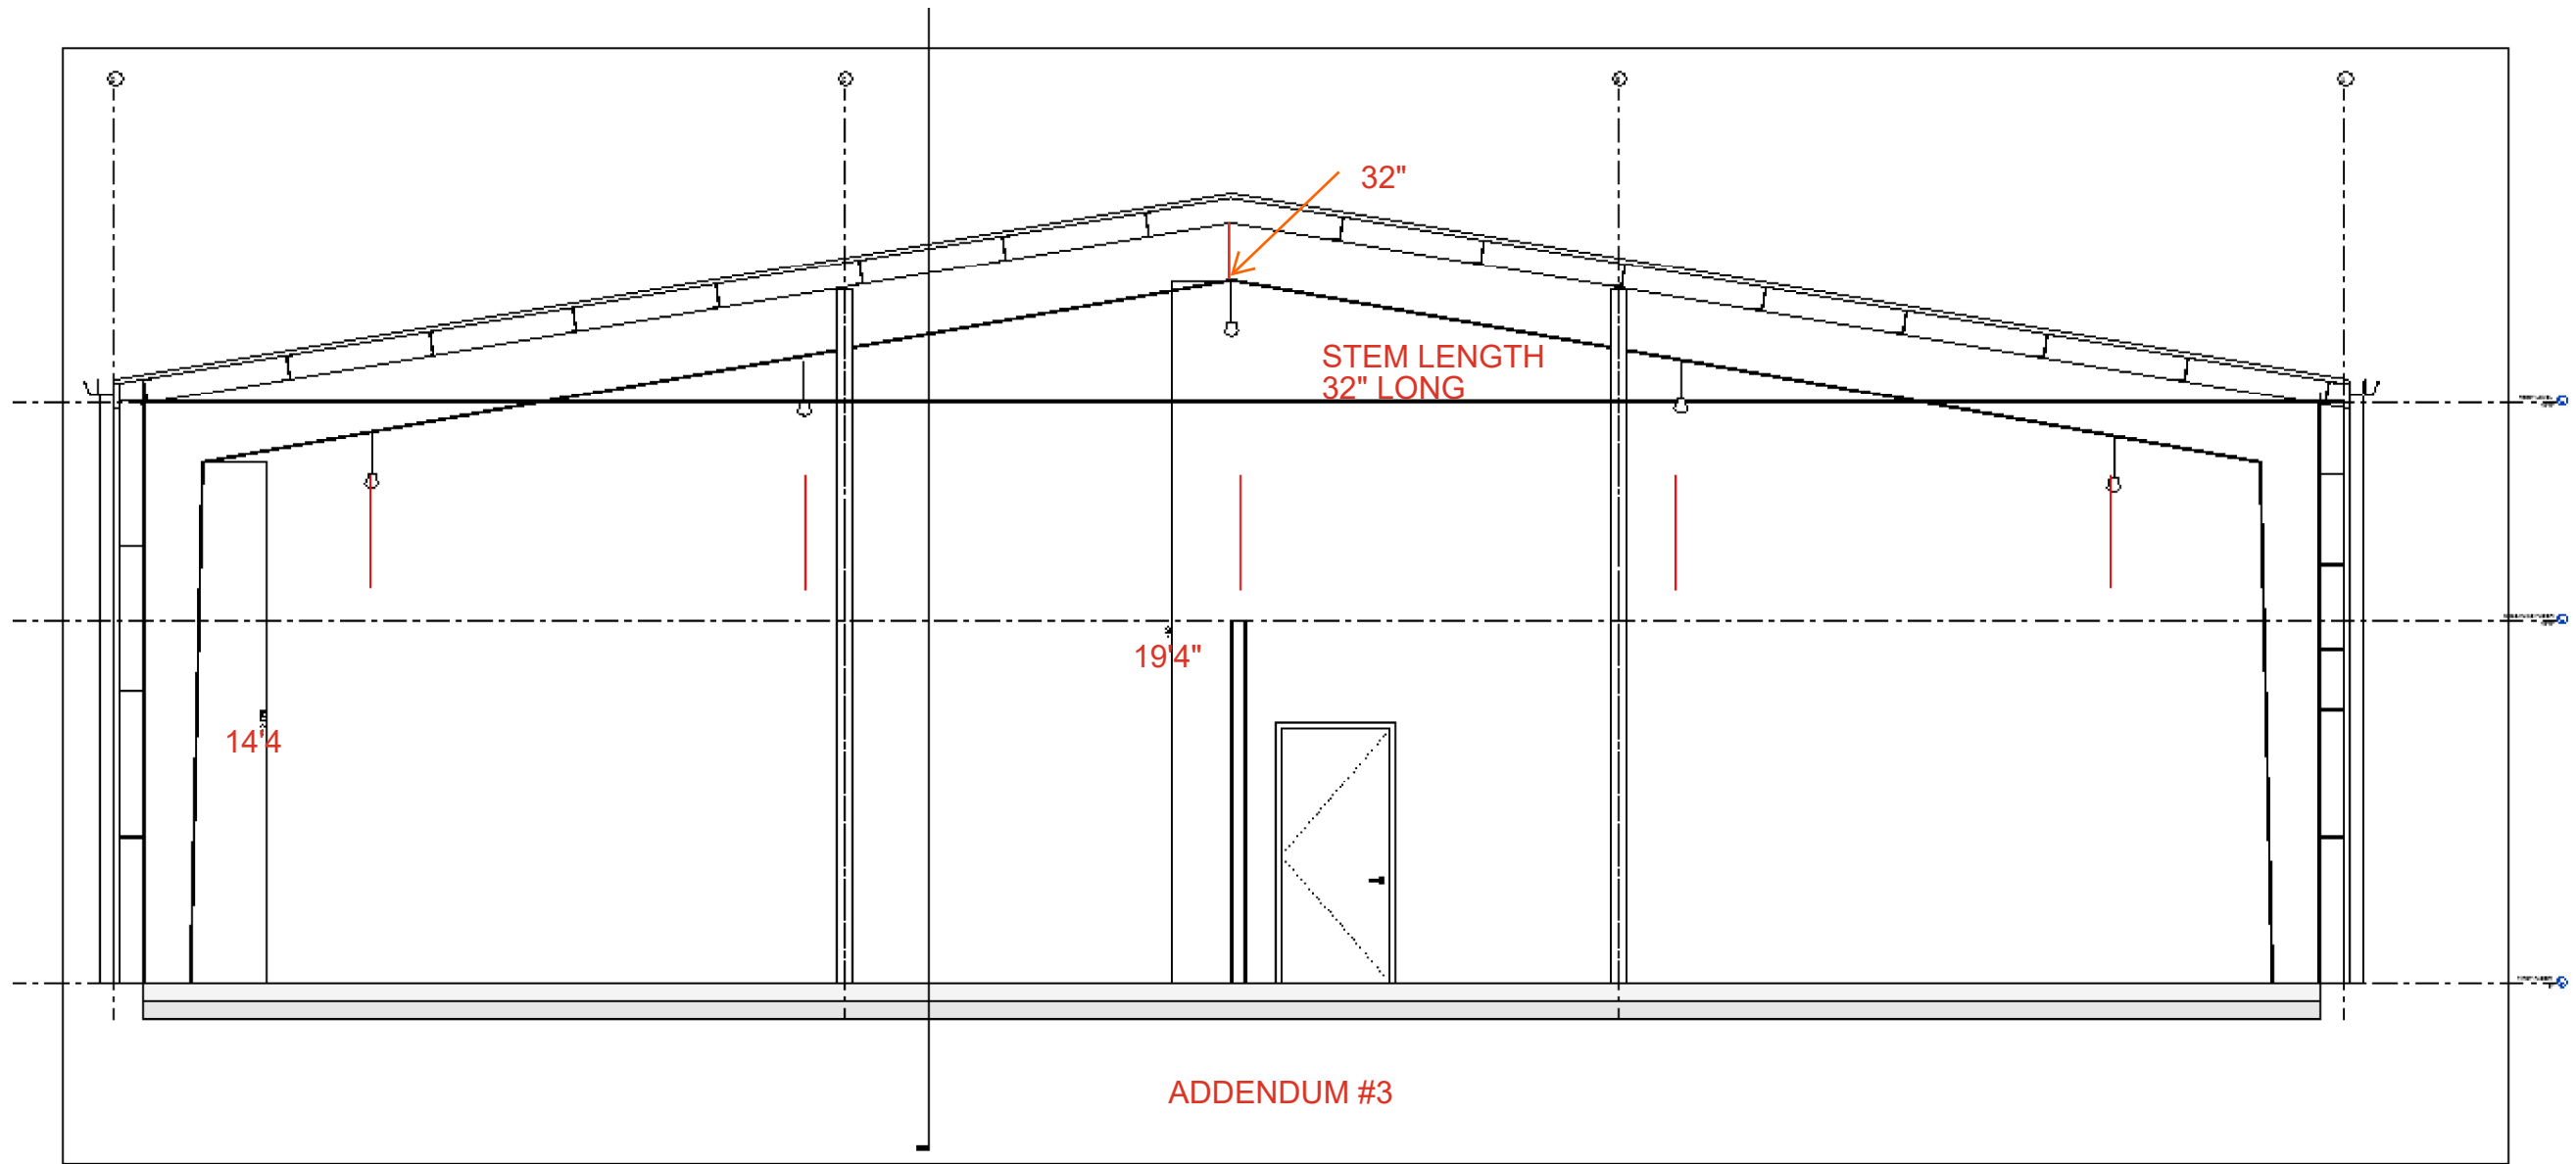 32"
STEM LENGTH
32" LONG
19'4"
14'4
ADDENDUM #3